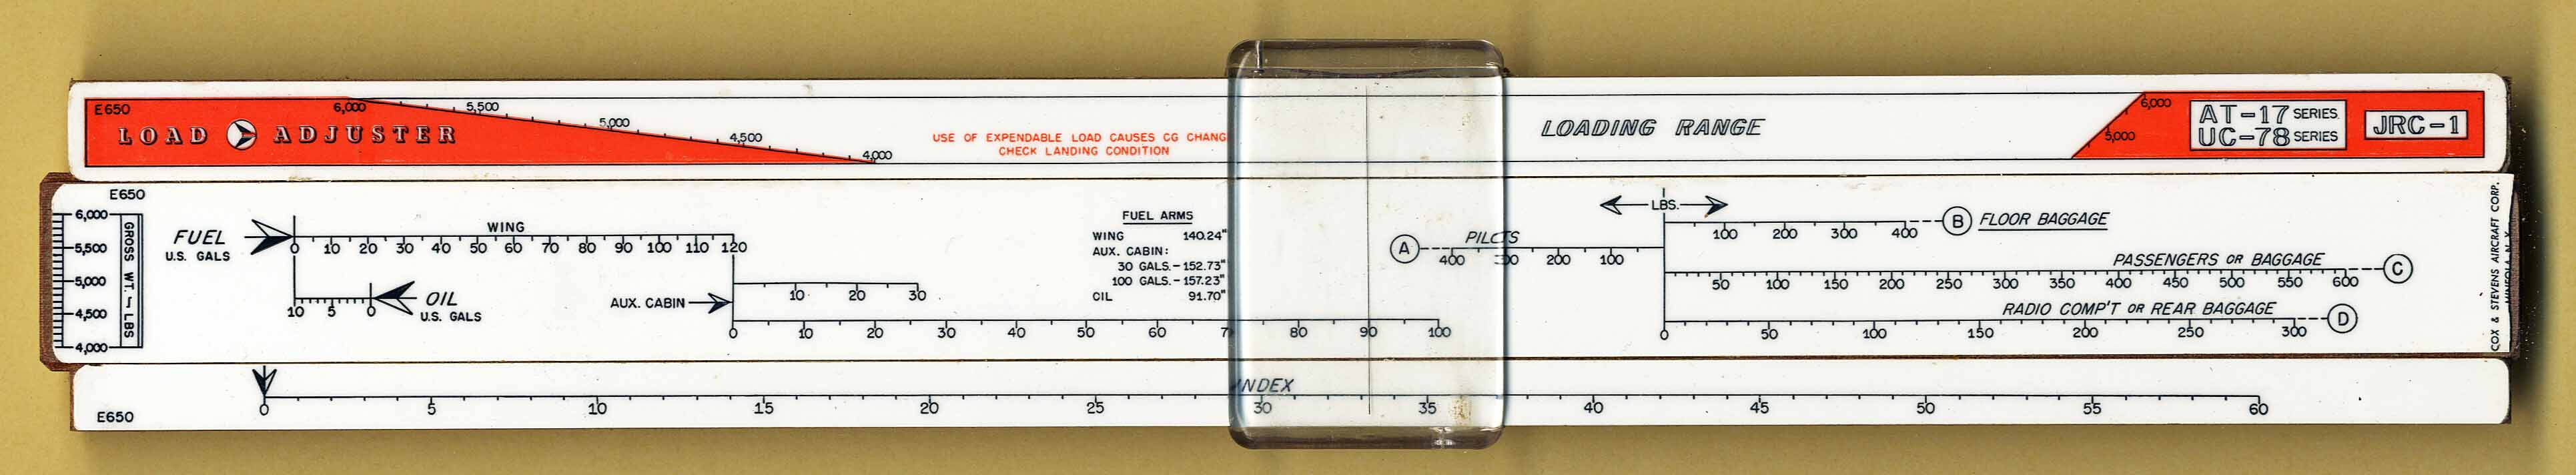 E650
LOAD ADJUSTER
6,000 5,500 5,000 4,500 4,000
USE OF EXPENDABLE LOAD CAUSES CG CHANG
CHECK LANDING CONDITION
LOADING RANGE
6,000
5,000
AT-17 SERIES
UC-78 SERIES
JRC-1
E650
6,000
5,500
5,000
4,500
4,000
GROSS WT. - LBS
FUEL
U.S. GALS
WING
0 10 20 30 40 50 60 70 80 90 100 110 120
10 5 0
OIL
U.S. GALS
AUX. CABIN
10 20 30
0 10 20 30 40 50 60 80 90 100
FUEL ARMS
WING 140.24"
AUX. CABIN:
30 GALS.-152.73"
100 GALS.-157.23"
OIL 91.70"
LBS.
A PILOTS
400 300 200 100
100 200 300 400
B FLOOR BAGGAGE
PASSENGERS OR BAGGAGE
50 100 150 200 250 300 350 400 450 500 550 600
C
RADIO COMP'T OR REAR BAGGAGE
0 50 100 150 200 250 300
D
COX & STEVENS AIRCRAFT CORP.
E650
INDEX
0 5 10 15 20 25 30 35 40 45 50 55 60